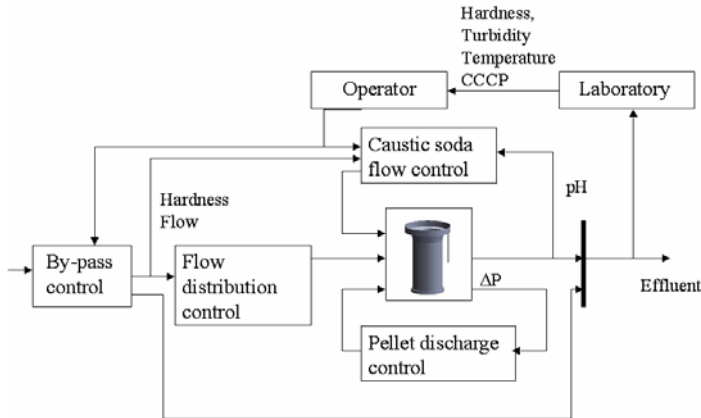 Hardness,
Turbidity
Temperature
CCCP
Operator
Laboratory
Caustic soda
flow control
pH
Hardness
Flow
By-pass
control
Flow
distribution
control
ΔP
Effluent
Pellet discharge
control